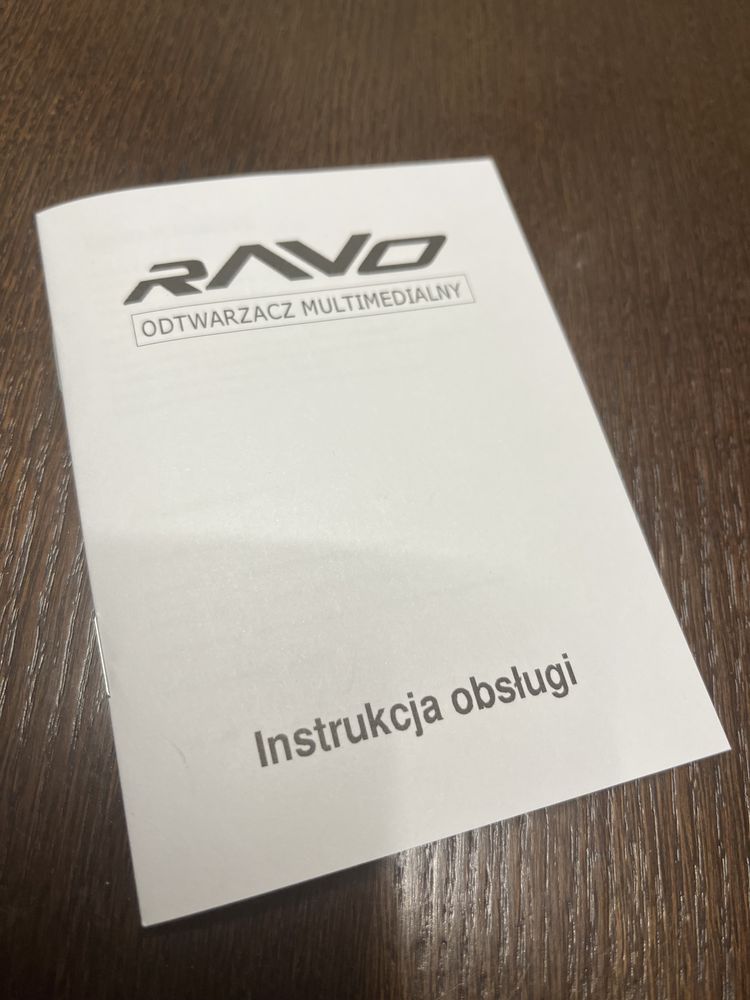 RAVO
ODTWARZACZ MULTIMEDIALNY
Instrukcja obsługi